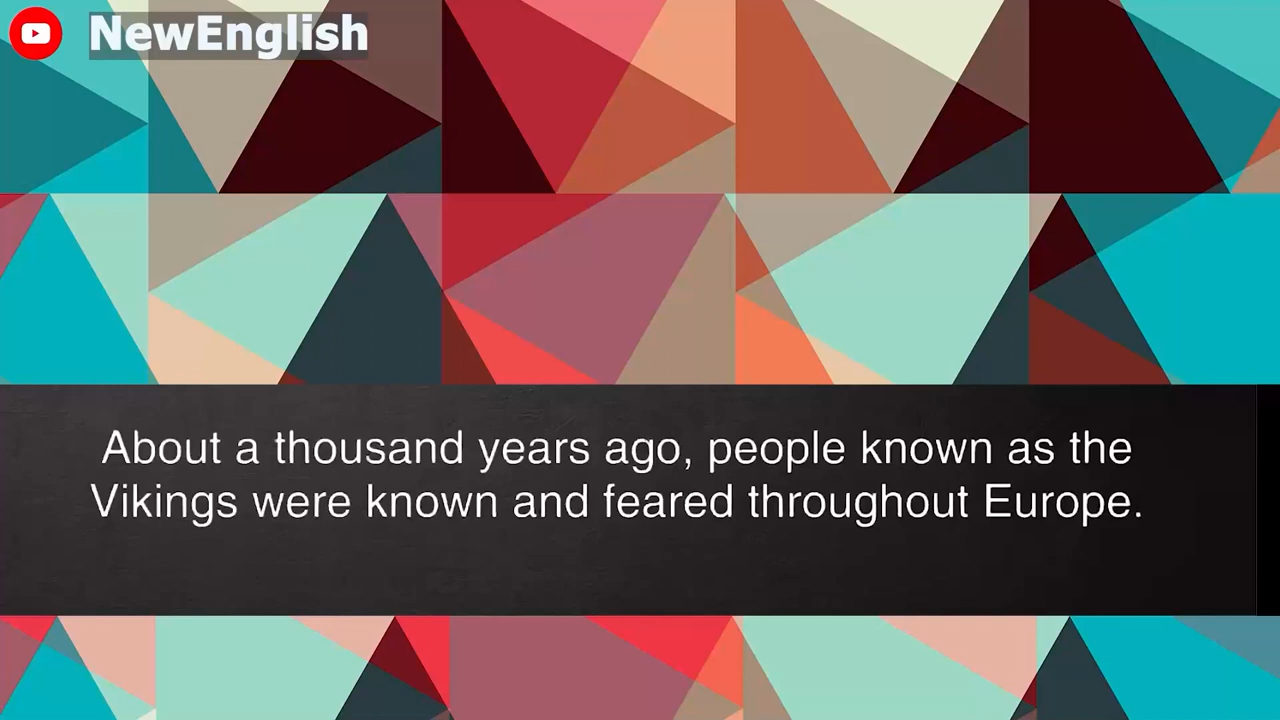 NewEnglish
About a thousand years ago, people known as the
Vikings were known and feared throughout Europe.